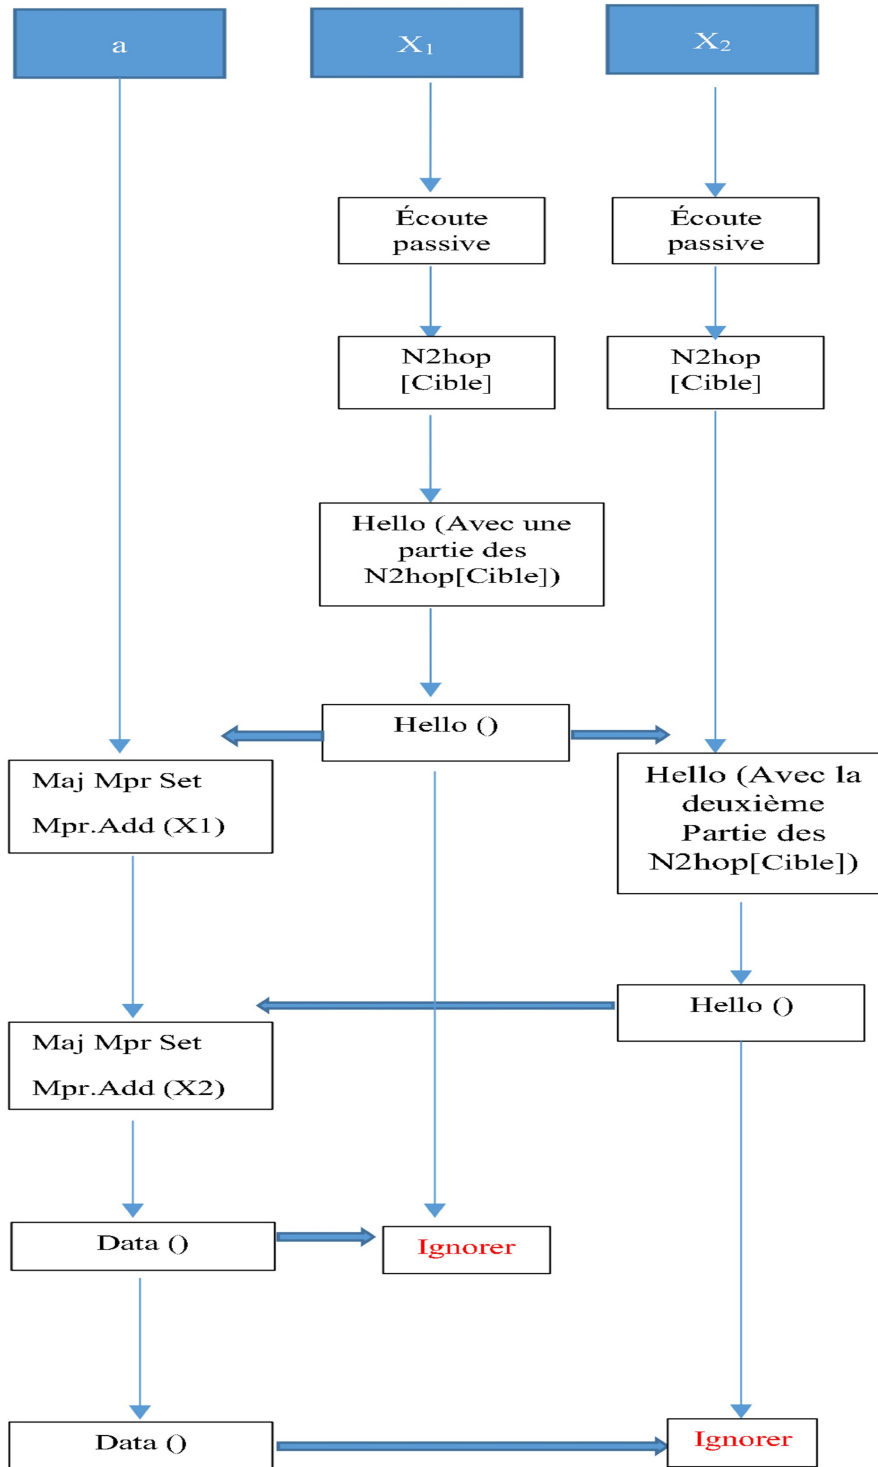 a
X₁
X₂
Écoute
passive
Écoute
passive
N2hop
[Cible]
N2hop
[Cible]
Hello (Avec une
partie des
N2hop[Cible])
Hello ()
Maj Mpr Set
Mpr.Add (X1)
Hello (Avec la
deuxième
Partie des
N2hop[Cible])
Hello ()
Maj Mpr Set
Mpr.Add (X2)
Data ()
Ignorer
Data ()
Ignorer